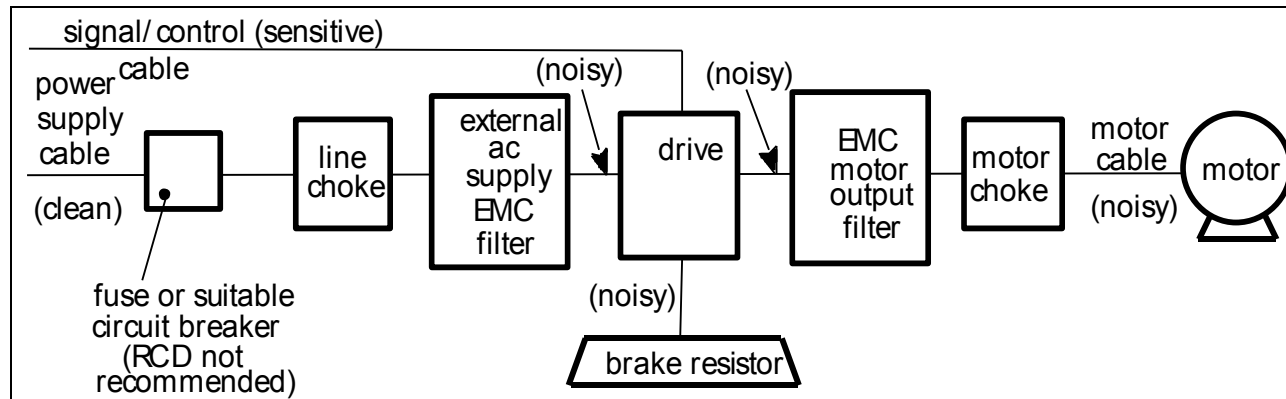 signal/control (sensitive)
cable
power
supply
cable
(clean)
fuse or suitable
circuit breaker
(RCD not
recommended)
line
choke
external
ac
supply
EMC
filter
(noisy)
drive
(noisy)
(noisy)
brake resistor
EMC
motor
output
filter
motor
choke
motor
cable
(noisy)
motor